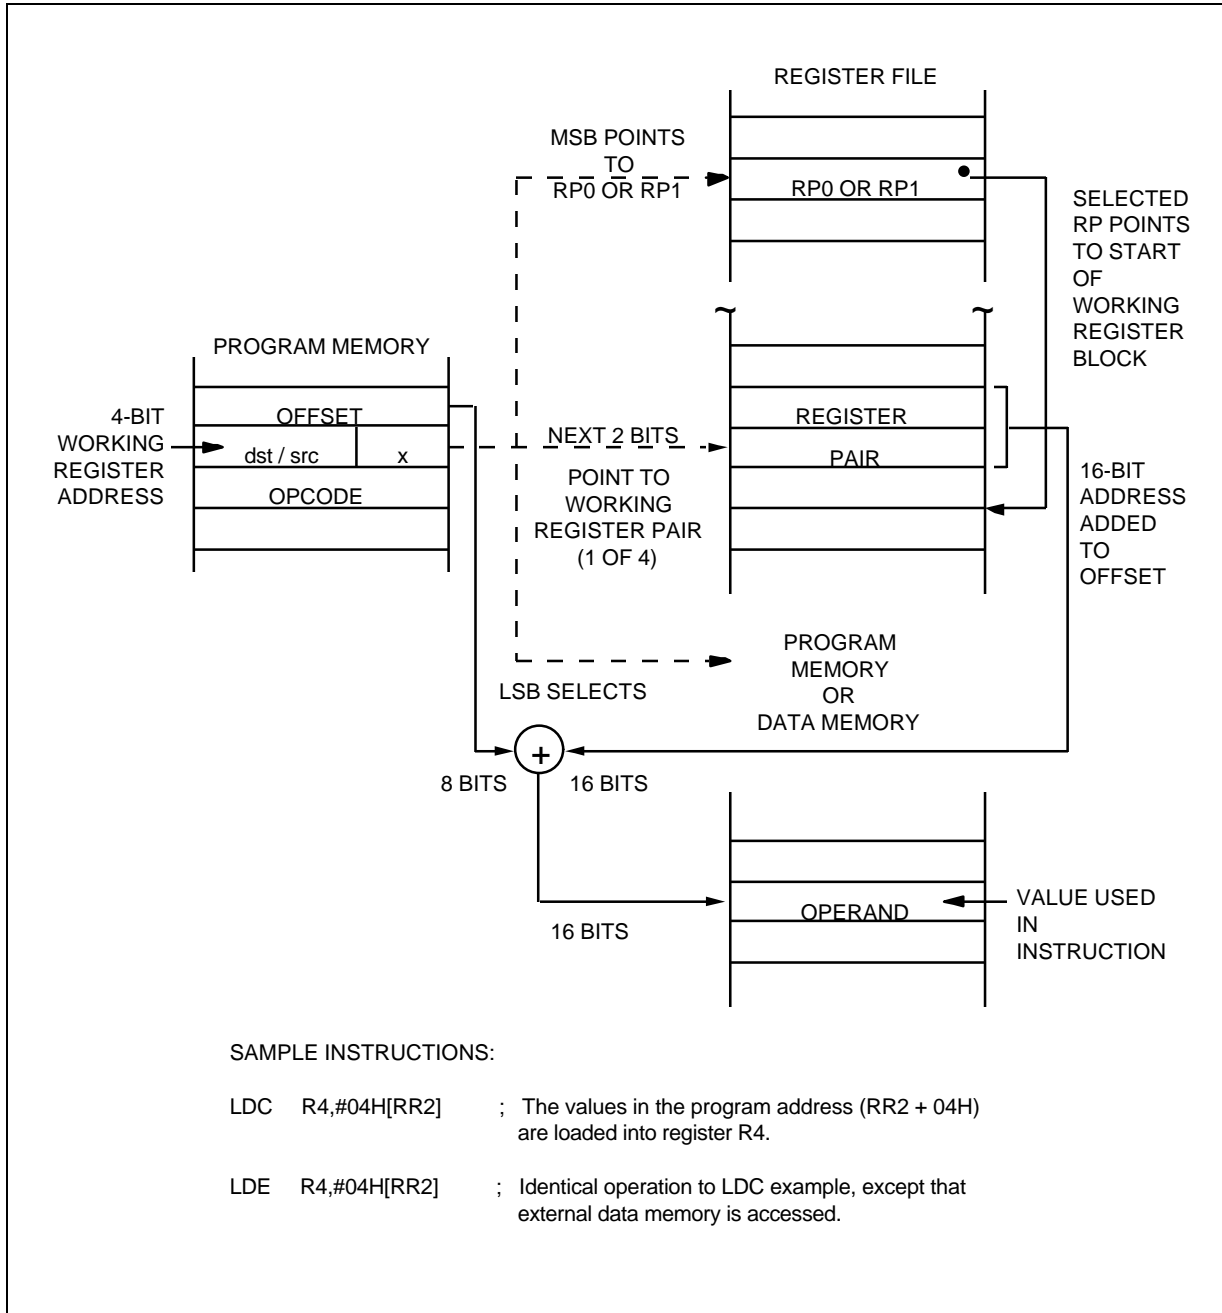 REGISTER FILE
MSB POINTS
TO
RP0 OR RP1
RP0 OR RP1
SELECTED
RP POINTS
TO START
OF
WORKING
REGISTER
BLOCK
~ ~
PROGRAM MEMORY
4-BIT
WORKING
REGISTER
ADDRESS
OFFSET
dst / src x
OPCODE
NEXT 2 BITS
POINT TO
WORKING
REGISTER PAIR
(1 OF 4)
REGISTER
PAIR
16-BIT
ADDRESS
ADDED
TO
OFFSET
LSB SELECTS
PROGRAM
MEMORY
OR
DATA MEMORY
+
8 BITS 16 BITS
16 BITS
OPERAND
VALUE USED
IN
INSTRUCTION
SAMPLE INSTRUCTIONS:
LDC R4,#04H[RR2] ; The values in the program address (RR2 + 04H)
are loaded into register R4.
LDE R4,#04H[RR2] ; Identical operation to LDC example, except that
external data memory is accessed.